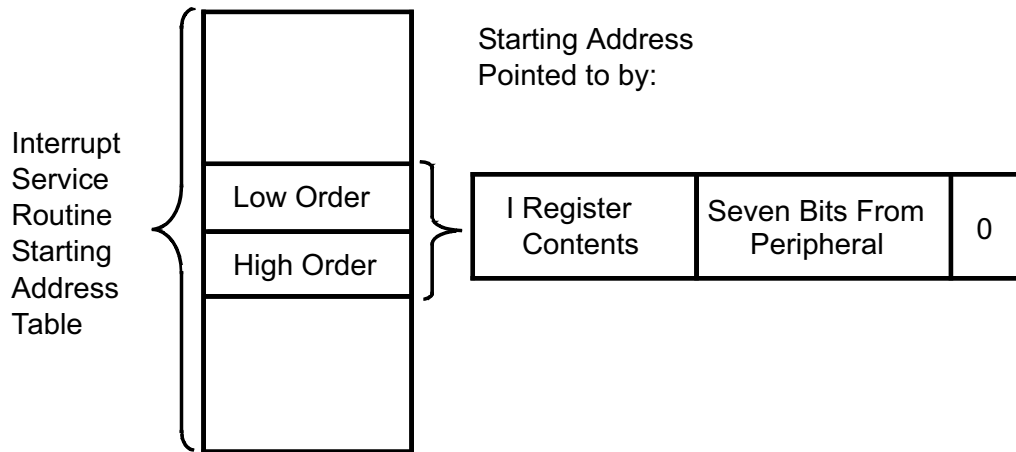 Starting Address
Pointed to by:
Interrupt
Service
Routine
Starting
Address
Table
Low Order
High Order
I Register
Contents
Seven Bits From
Peripheral
0